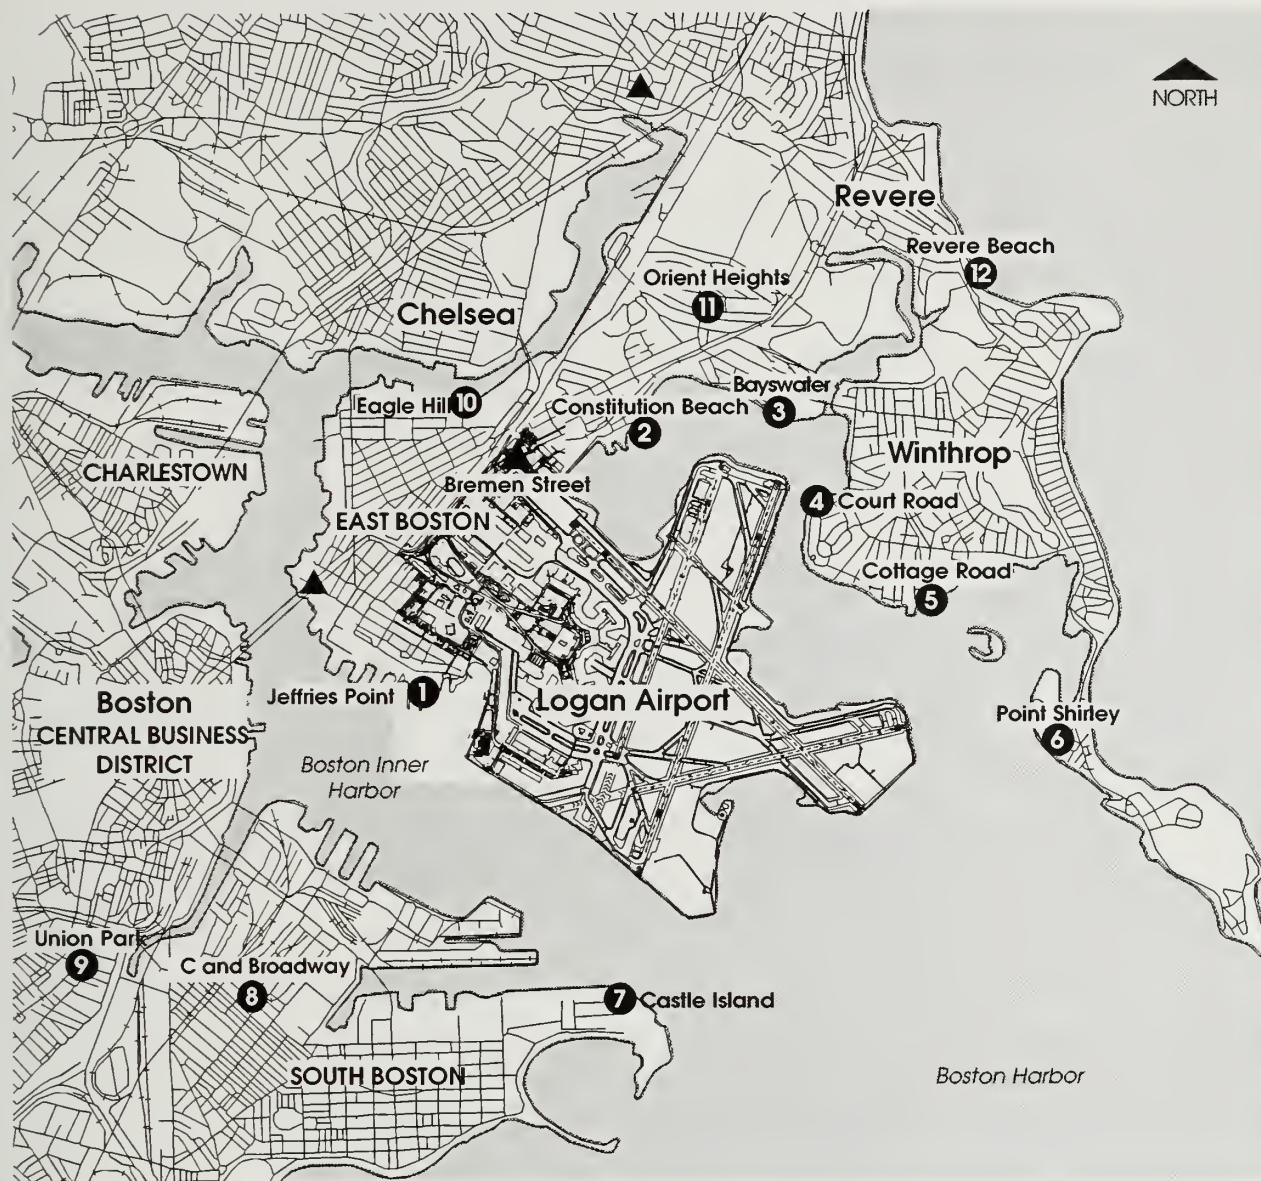 NORTH
Revere
Revere Beach
12
Orient Heights
11
Chelsea
Bayswater
3
Eagle Hill 10
Constitution Beach
2
CHARLESTOWN
Winthrop
Bremen Street
4 Court Road
EAST BOSTON
Cottage Road
5
Jeffries Point 1
Logan Airport
Boston
CENTRAL BUSINESS
DISTRICT
Point Shirley
6
Boston Inner
Harbor
Union Park
9
C and Broadway
8
7 Castle Island
SOUTH BOSTON
Boston Harbor